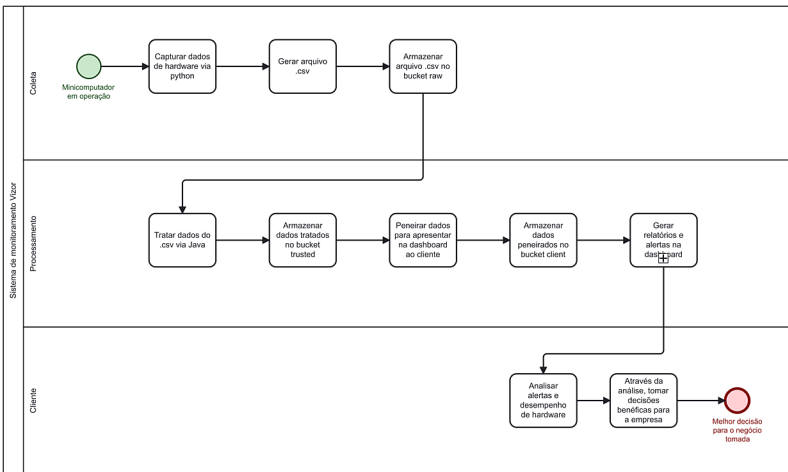 Sistema de monitoramento Vizor
Coleta
Minicomputador
em operação
Capturar dados
de hardware via
python
Gerar arquivo
.csv
Armazenar
arquivo .csv no
bucket raw
Processamento
Tratar dados do
.csv via Java
Armazenar
dados tratados
no bucket
trusted
Peneirar dados
para apresentar
na dashboard
ao cliente
Armazenar
dados
peneirados no
bucket client
Gerar
relatórios e
alertas na
dashboard
Cliente
Analisar
alertas e
desempenho
de hardware
Através da
análise, tomar
decisões
benéficas para
a empresa
Melhor decisão
para o negócio
tomada